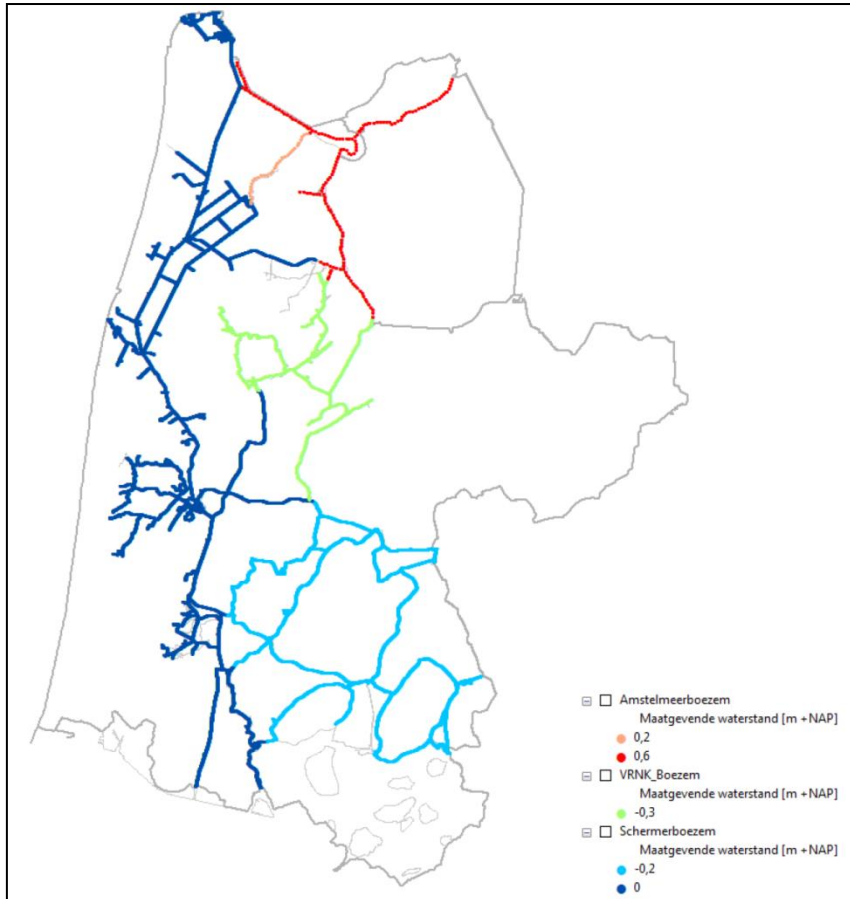 Amstelmeerboezem
Maatgevende waterstand [m +NAP]
0,2
0,6
VRNK_Boezem
Maatgevende waterstand [m +NAP]
-0,3
Schermerboezem
Maatgevende waterstand [m +NAP]
-0,2
0